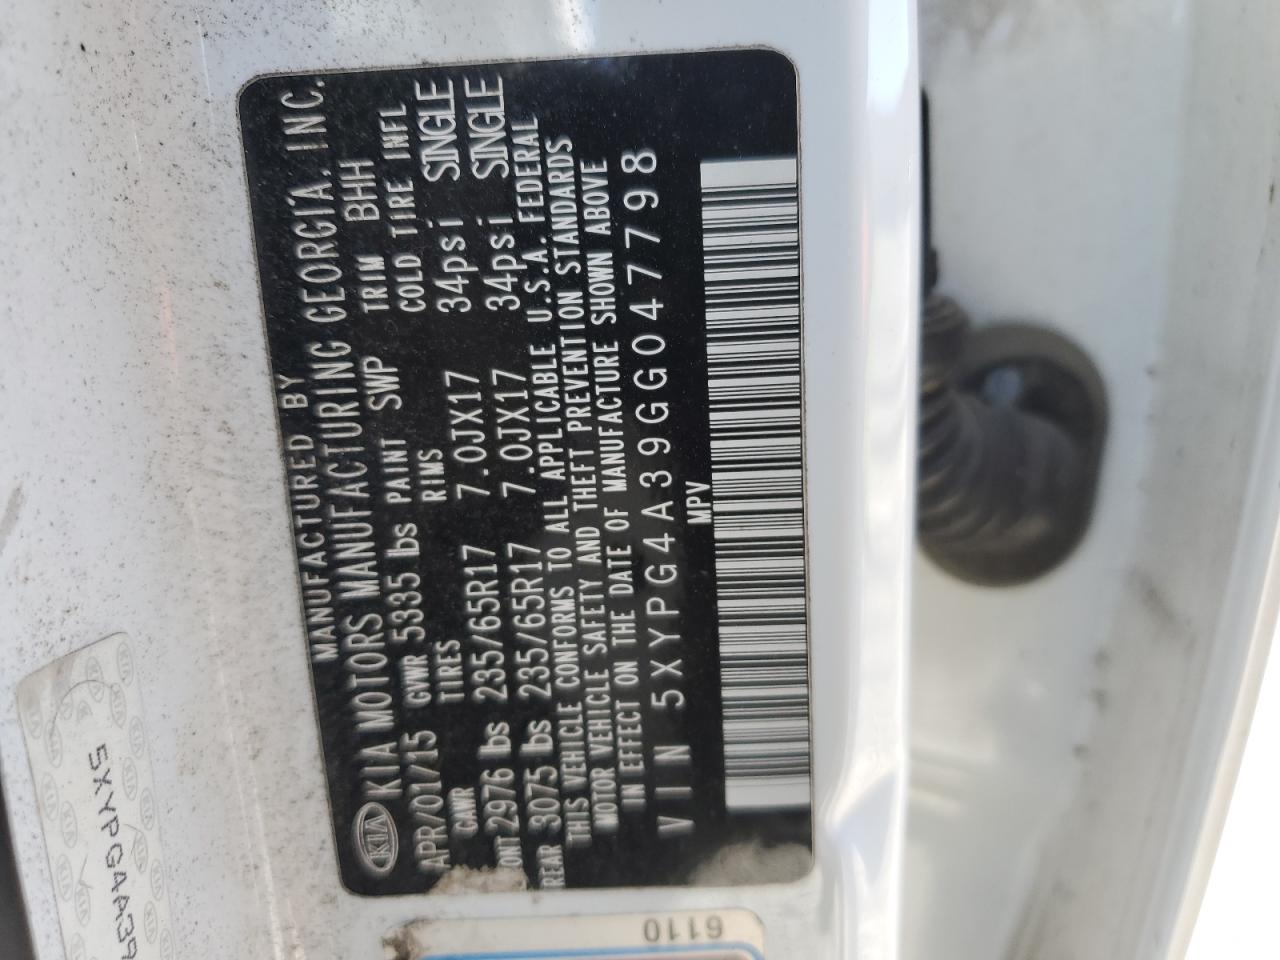 MANUFACTURED BY
KIA KIA MOTORS MANUFACTURING GEORGIA, INC.
APR/01/15 GVWR 5335 lbs PAINT SWP TRIM BHH
GAWR TIRES RIMS COLD TIRE INFL
2976 lbs 235/65R17 7.0JX17 34psi SINGLE
REAR 3075 lbs 235/65R17 7.0JX17 34psi SINGLE
THIS VEHICLE CONFORMS TO ALL APPLICABLE U.S.A. FEDERAL
MOTOR VEHICLE SAFETY AND THEFT PREVENTION STANDARDS
IN EFFECT ON THE DATE OF MANUFACTURE SHOWN ABOVE
VIN 5XYPG4A39GG047798
MPV
5XYPG4A39
6110